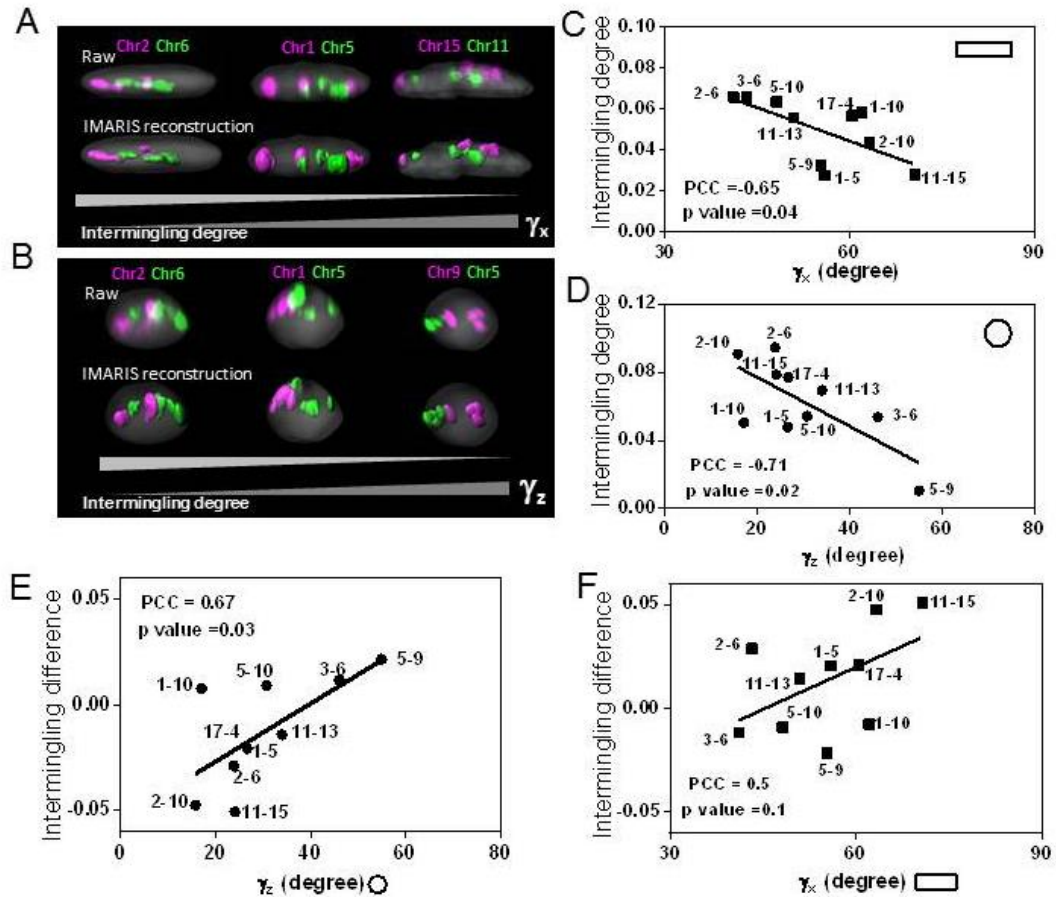 A
Chr2 Chr6
Chr1 Chr5
Chr15 Chr11
Raw
IMARIS reconstruction
Intermingling degree
γx
B
Chr2 Chr6
Chr1 Chr5
Chr9 Chr5
Raw
IMARIS reconstruction
Intermingling degree
γz
C
Intermingling degree
0.10
0.08
0.06
0.04
0.02
0.00
2-6
3-6
5-10
17-4
1-10
11-13
2-10
5-9
1-5
11-15
PCC =-0.65
p value =0.04
30
60
90
γx (degree)
D
Intermingling degree
0.12
0.08
0.04
0.00
2-10
2-6
11-15
17-4
11-13
1-10
1-5
5-10
3-6
5-9
PCC = -0.71
p value =0.02
0
20
40
60
80
γz (degree)
E
Intermingling difference
0.05
0.00
-0.05
PCC = 0.67
p value =0.03
1-10
5-10
3-6
5-9
17-4
1-5
11-13
2-6
2-10
11-15
0
20
40
60
80
γz (degree)
F
Intermingling difference
0.05
0.00
-0.05
2-10
11-15
2-6
1-5
11-13
17-4
5-10
1-10
3-6
5-9
PCC = 0.5
p value =0.1
30
60
90
γx (degree)